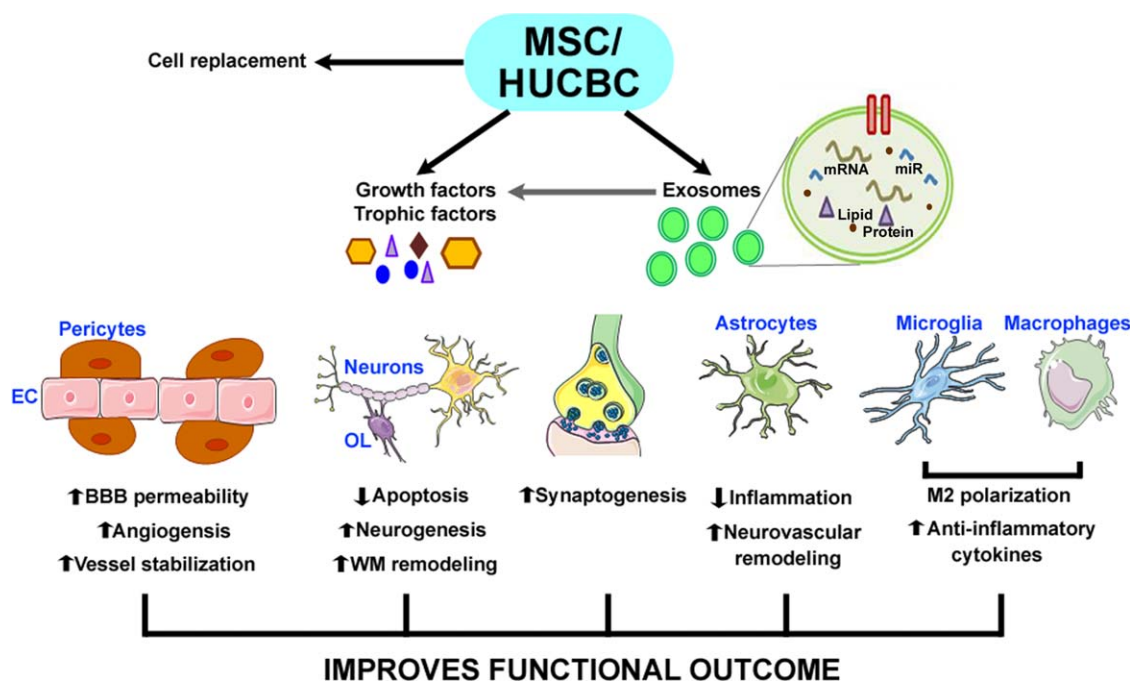 MSC/
HUCBC
Cell replacement
Growth factors
Trophic factors
Exosomes
mRNA
miR
Lipid
Protein
Pericytes
EC
Neurons
OL
Astrocytes
Microglia
Macrophages
⬆BBB permeability
⬆Angiogensis
⬆Vessel stabilization
⬇Apoptosis
⬆Neurogenesis
⬆WM remodeling
⬆Synaptogenesis
⬇Inflammation
⬆Neurovascular
remodeling
M2 polarization
⬆Anti-inflammatory
cytokines
IMPROVES FUNCTIONAL OUTCOME